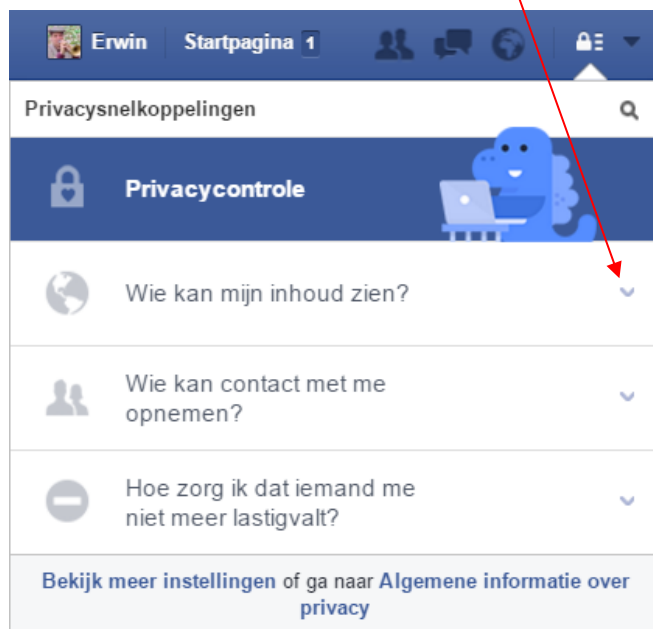 Erwin Startpagina 1
Privacysnelkoppelingen
Privacycontrole
Wie kan mijn inhoud zien?
Wie kan contact met me
opnemen?
Hoe zorg ik dat iemand me
niet meer lastigvalt?
Bekijk meer instellingen of ga naar Algemene informatie over
privacy